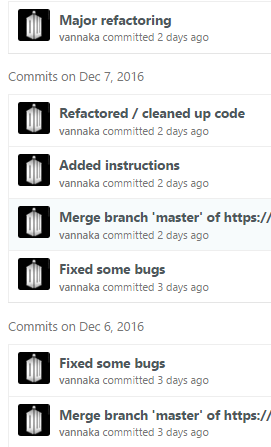 Major refactoring
vannaka committed 2 days ago
Commits on Dec 7, 2016
Refactored / cleaned up code
vannaka committed 2 days ago
Added instructions
vannaka committed 2 days ago
Merge branch 'master' of https://
vannaka committed 2 days ago
Fixed some bugs
vannaka committed 3 days ago
Commits on Dec 6, 2016
Fixed some bugs
vannaka committed 3 days ago
Merge branch 'master' of https://
vannaka committed 3 days ago